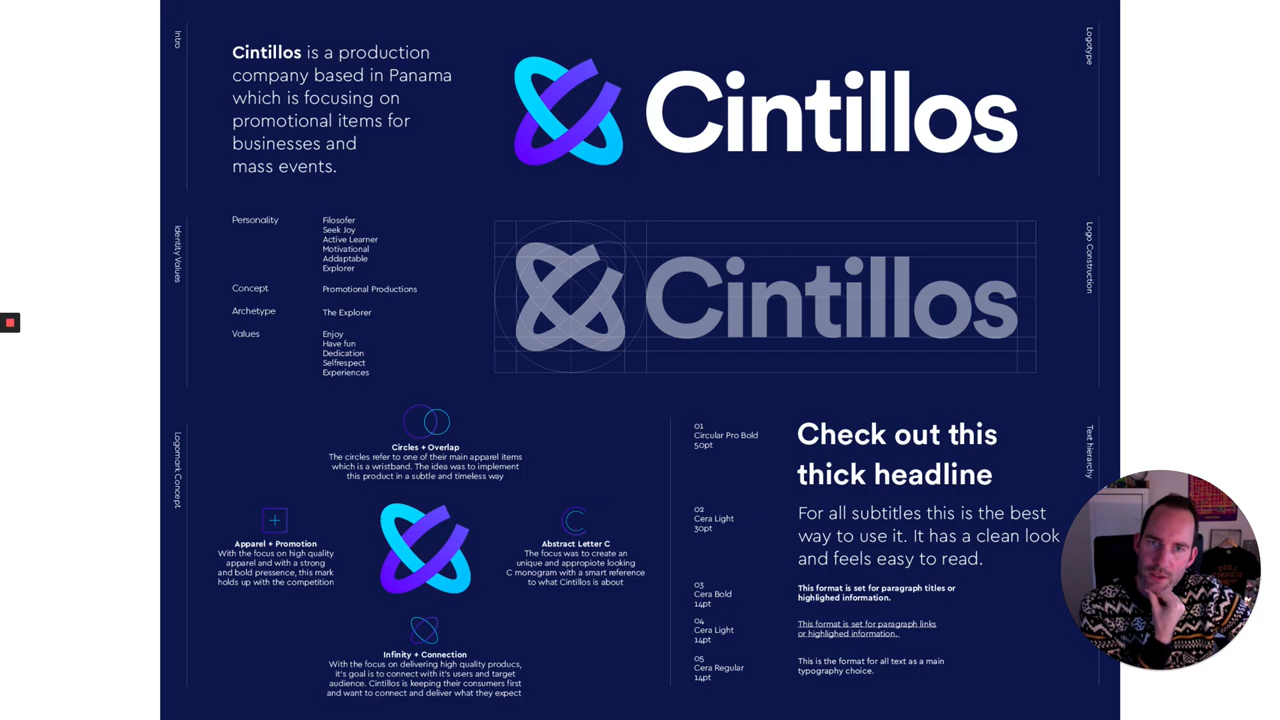 Intro
Cintillos is a production
company based in Panama
which is focusing on
promotional items for
businesses and
mass events.
Cintillos
Logotype
Identity Values
Personality
Filosofer
Seek Joy
Active Learner
Motivational
Addaptable
Explorer
Concept
Promotional Productions
Archetype
The Explorer
Values
Enjoy
Have fun
Dedication
Selfrespect
Experiences
Cintillos
Logo Construction
Logomark Concept
Circles + Overlap
The circles refer to one of their main apparel items
which is a wristband. The idea was to implement
this product in a subtle and timeless way
Apparel + Promotion
With the focus on high quality
apparel and with a strong
and bold presence, this mark
holds up with the competition
Abstract Letter C
The focus was to create an
unique and appropiote looking
C monogram with a smart reference
to what Cintillos is about
Infinity + Connection
With the focus on delivering high quality producs,
it's goal is to connect with it's users and target
audience. Cintillos is keeping their consumers first
and want to connect and deliver what they expect
01
Circular Pro Bold
50pt
Check out this
thick headline
02
Cera Light
30pt
For all subtitles this is the best
way to use it. It has a clean look
and feels easy to read.
03
Cera Bold
14pt
This format is set for paragraph titles or
highlighed information.
04
Cera Light
14pt
This format is set for paragraph links
or highlighed information.
05
Cera Regular
14pt
This is the format for all text as a main
typography choice.
Text hierarchy